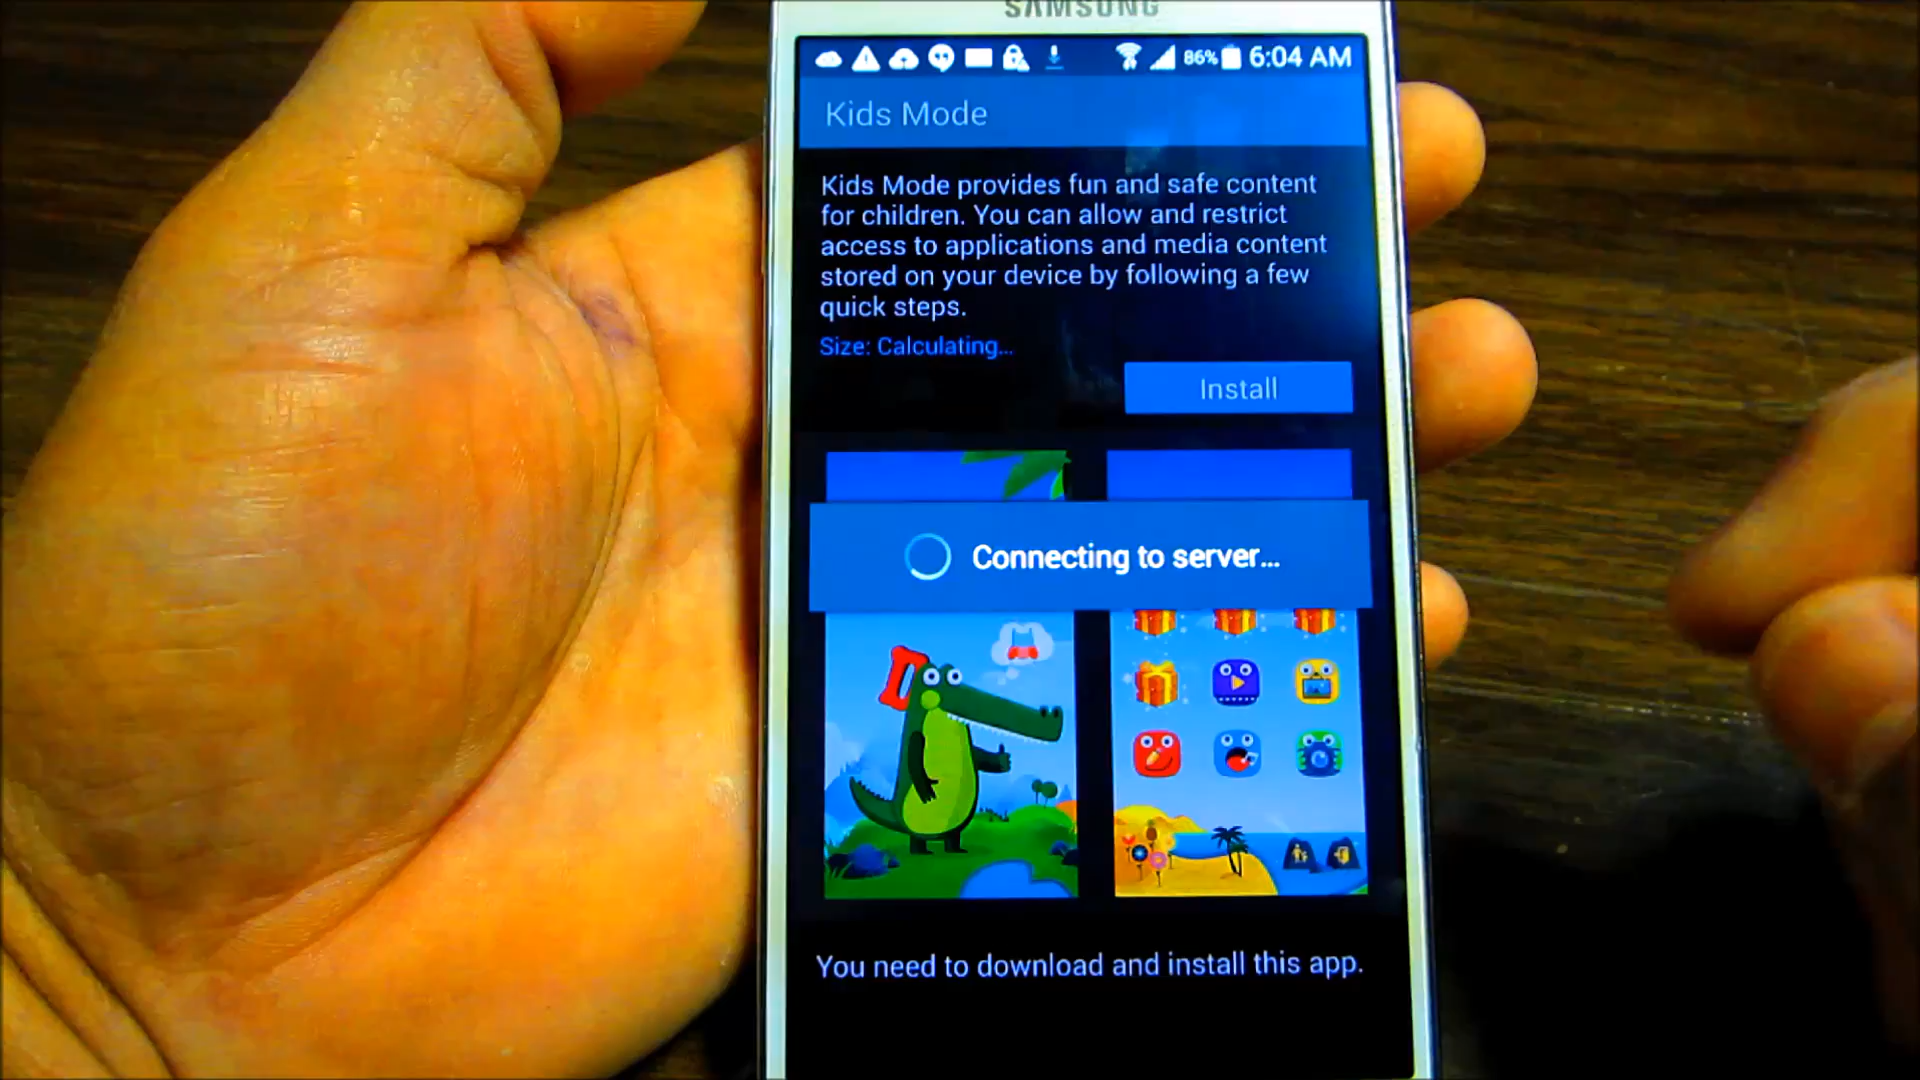 SAMSUNG
86% 6:04 AM
Kids Mode
Kids Mode provides fun and safe content
for children. You can allow and restrict
access to applications and media content
stored on your device by following a few
quick steps.
Size: Calculating...
Install
Connecting to server...
You need to download and install this app.